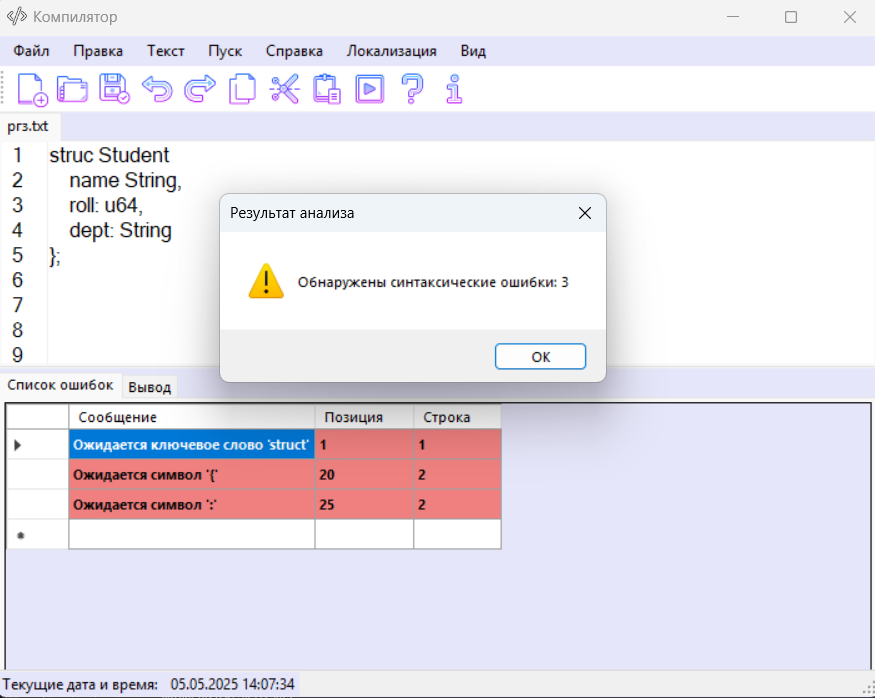 Компилятор
Файл Правка Текст Пуск Справка Локализация Вид
pгз.txt
1 struc Student
2 name String,
3 roll: u64,
4 dept: String
5 };
6
7
8
9
Результат анализа
Обнаружены синтаксические ошибки: 3
ОК
Список ошибок Вывод
Сообщение Позиция Строка
Ожидается ключевое слово 'struct' 1 1
Ожидается символ '{' 20 2
Ожидается символ ':' 25 2
Текущие дата и время: 05.05.2025 14:07:34